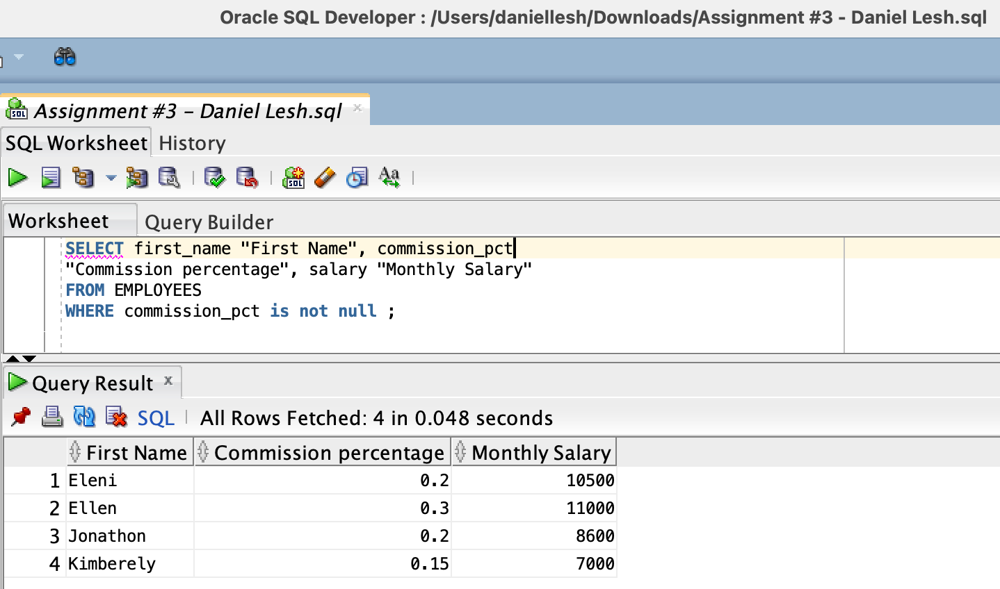 Oracle SQL Developer : /Users/daniellesh/Downloads/Assignment #3 - Daniel Lesh.sql
Assignment #3 – Daniel Lesh.sql
SQL Worksheet History
Worksheet Query Builder
SELECT first_name "First Name", commission_pct
"Commission percentage", salary "Monthly Salary"
FROM EMPLOYEES
WHERE commission_pct is not null ;
Query Result
SQL All Rows Fetched: 4 in 0.048 seconds
First Name Commission percentage Monthly Salary
1 Eleni 0.2 10500
2 Ellen 0.3 11000
3 Jonathon 0.2 8600
4 Kimberely 0.15 7000